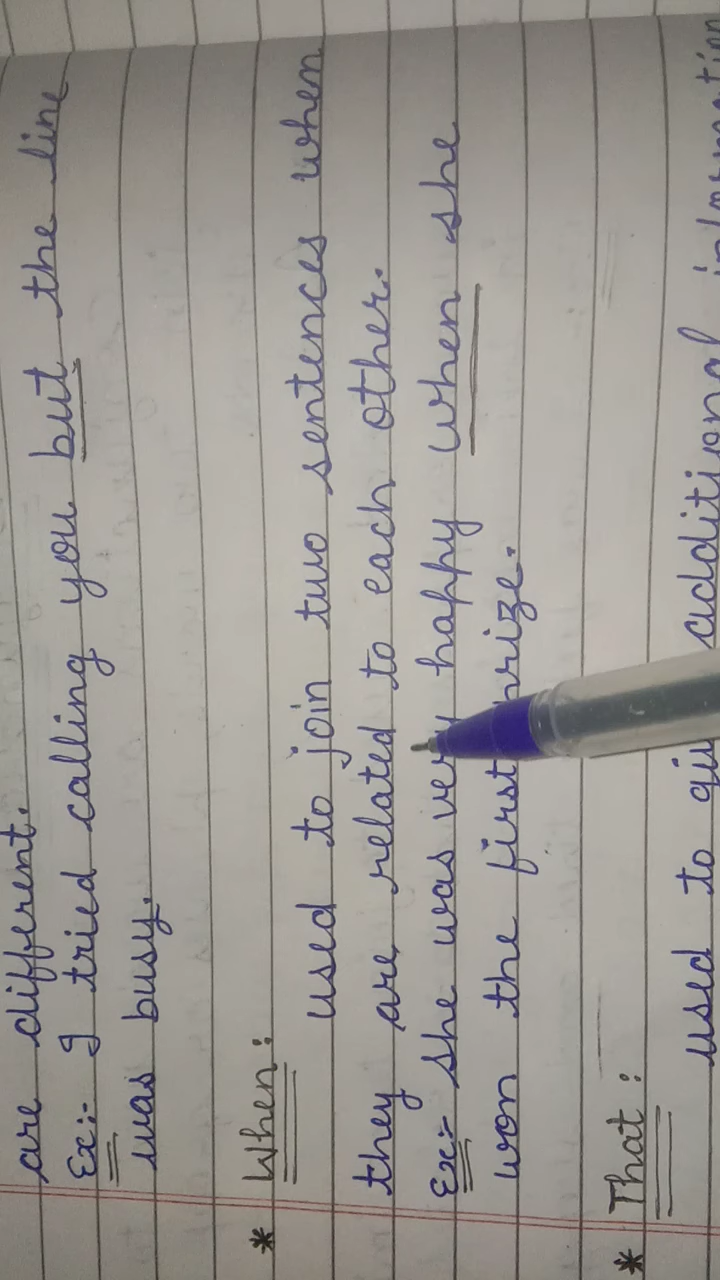 are different.
Ex:- I tried calling you but the line
was busy.
* When:
used to join two sentences when
they are related to each other.
Ex:- she was very happy when she
won the first prize.
* That:
used to additional information